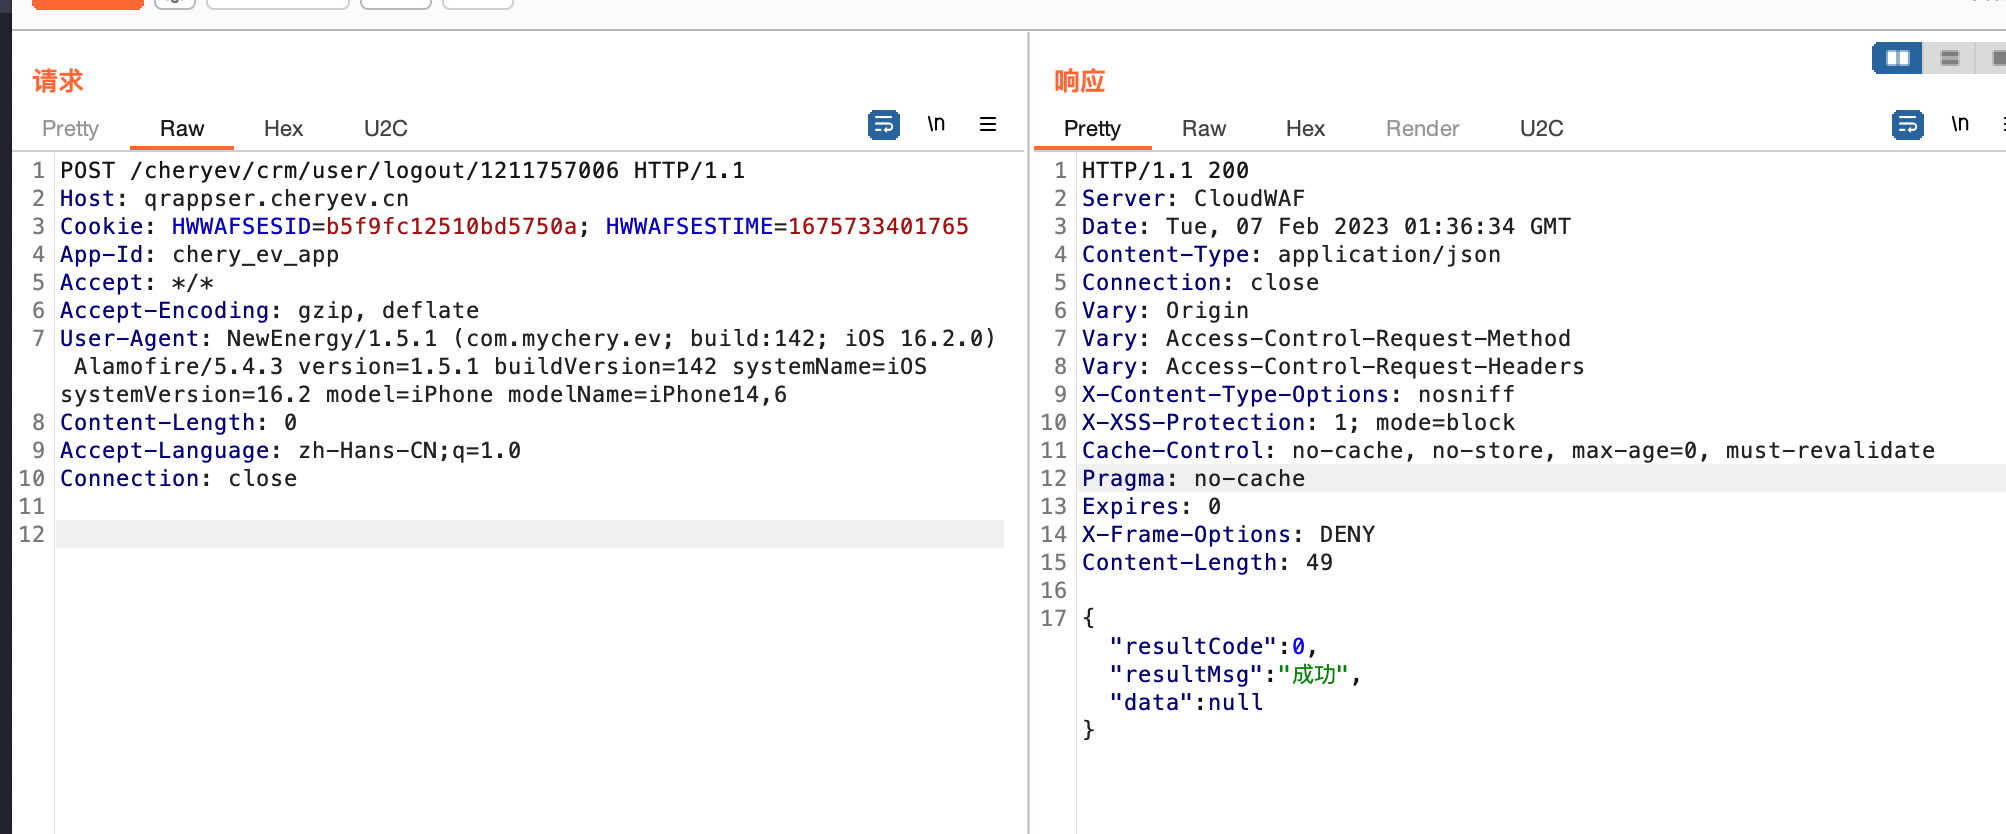 请求
Pretty Raw Hex U2C \n
1 POST /cheryev/crm/user/logout/1211757006 HTTP/1.1
2 Host: qrappser.cheryev.cn
3 Cookie: HWWAFSESID=b5f9fc12510bd5750a; HWWAFSESTIME=1675733401765
4 App-Id: chery_ev_app
5 Accept: */*
6 Accept-Encoding: gzip, deflate
7 User-Agent: NewEnergy/1.5.1 (com.mychery.ev; build:142; iOS 16.2.0)
Alamofire/5.4.3 version=1.5.1 buildVersion=142 systemName=iOS
systemVersion=16.2 model=iPhone modelName=iPhone14,6
8 Content-Length: 0
9 Accept-Language: zh-Hans-CN;q=1.0
10 Connection: close
11
12
响应
Pretty Raw Hex Render U2C \n
1 HTTP/1.1 200
2 Server: CloudWAF
3 Date: Tue, 07 Feb 2023 01:36:34 GMT
4 Content-Type: application/json
5 Connection: close
6 Vary: Origin
7 Vary: Access-Control-Request-Method
8 Vary: Access-Control-Request-Headers
9 X-Content-Type-Options: nosniff
10 X-XSS-Protection: 1; mode=block
11 Cache-Control: no-cache, no-store, max-age=0, must-revalidate
12 Pragma: no-cache
13 Expires: 0
14 X-Frame-Options: DENY
15 Content-Length: 49
16
17 {
"resultCode":0,
"resultMsg":"成功",
"data":null
}